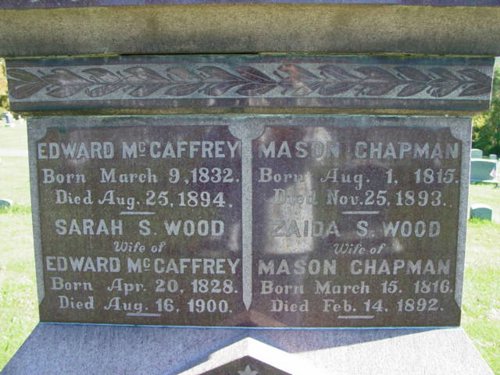 EDWARD McCAFFREY
Born March 9, 1832.
Died Aug. 25, 1894.
SARAH S. WOOD
Wife of
EDWARD McCAFFREY
Born Apr. 20, 1828.
Died Aug. 16, 1900.
MASON CHAPMAN
Born Aug. 1, 1815.
Died Nov. 25, 1893.
ZAIDA S. WOOD
Wife of
MASON CHAPMAN
Born March 15, 1816.
Died Feb. 14, 1892.